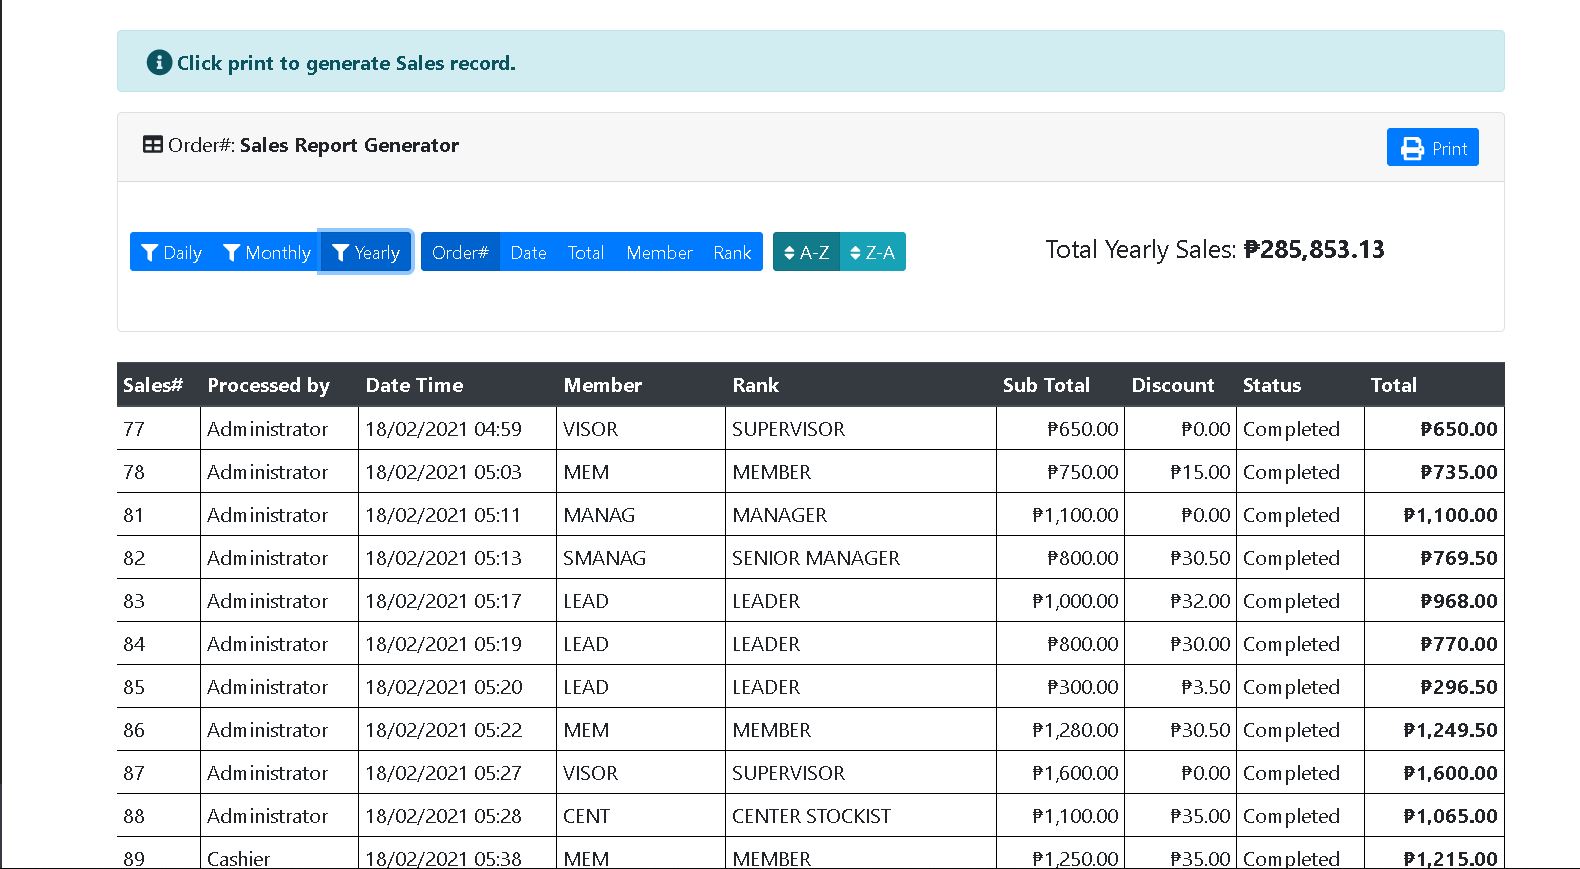 Click print to generate Sales record.
Order#: Sales Report Generator
Print
Daily Monthly Yearly Order# Date Total Member Rank A-Z Z-A Total Yearly Sales: ₱285,853.13
Sales# Processed by Date Time Member Rank Sub Total Discount Status Total
77 Administrator 18/02/2021 04:59 VISOR SUPERVISOR ₱650.00 ₱0.00 Completed ₱650.00
78 Administrator 18/02/2021 05:03 MEM MEMBER ₱750.00 ₱15.00 Completed ₱735.00
81 Administrator 18/02/2021 05:11 MANAG MANAGER ₱1,100.00 ₱0.00 Completed ₱1,100.00
82 Administrator 18/02/2021 05:13 SMANAG SENIOR MANAGER ₱800.00 ₱30.50 Completed ₱769.50
83 Administrator 18/02/2021 05:17 LEAD LEADER ₱1,000.00 ₱32.00 Completed ₱968.00
84 Administrator 18/02/2021 05:19 LEAD LEADER ₱800.00 ₱30.00 Completed ₱770.00
85 Administrator 18/02/2021 05:20 LEAD LEADER ₱300.00 ₱3.50 Completed ₱296.50
86 Administrator 18/02/2021 05:22 MEM MEMBER ₱1,280.00 ₱30.50 Completed ₱1,249.50
87 Administrator 18/02/2021 05:27 VISOR SUPERVISOR ₱1,600.00 ₱0.00 Completed ₱1,600.00
88 Administrator 18/02/2021 05:28 CENT CENTER STOCKIST ₱1,100.00 ₱35.00 Completed ₱1,065.00
89 Cashier 18/02/2021 05:38 MEM MEMBER ₱1,250.00 ₱35.00 Completed ₱1,215.00